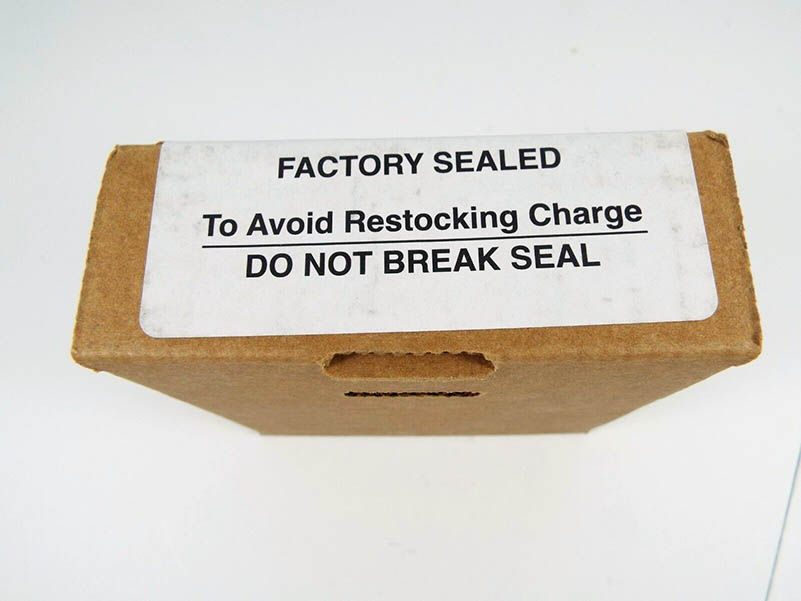 FACTORY SEALED
To Avoid Restocking Charge
DO NOT BREAK SEAL